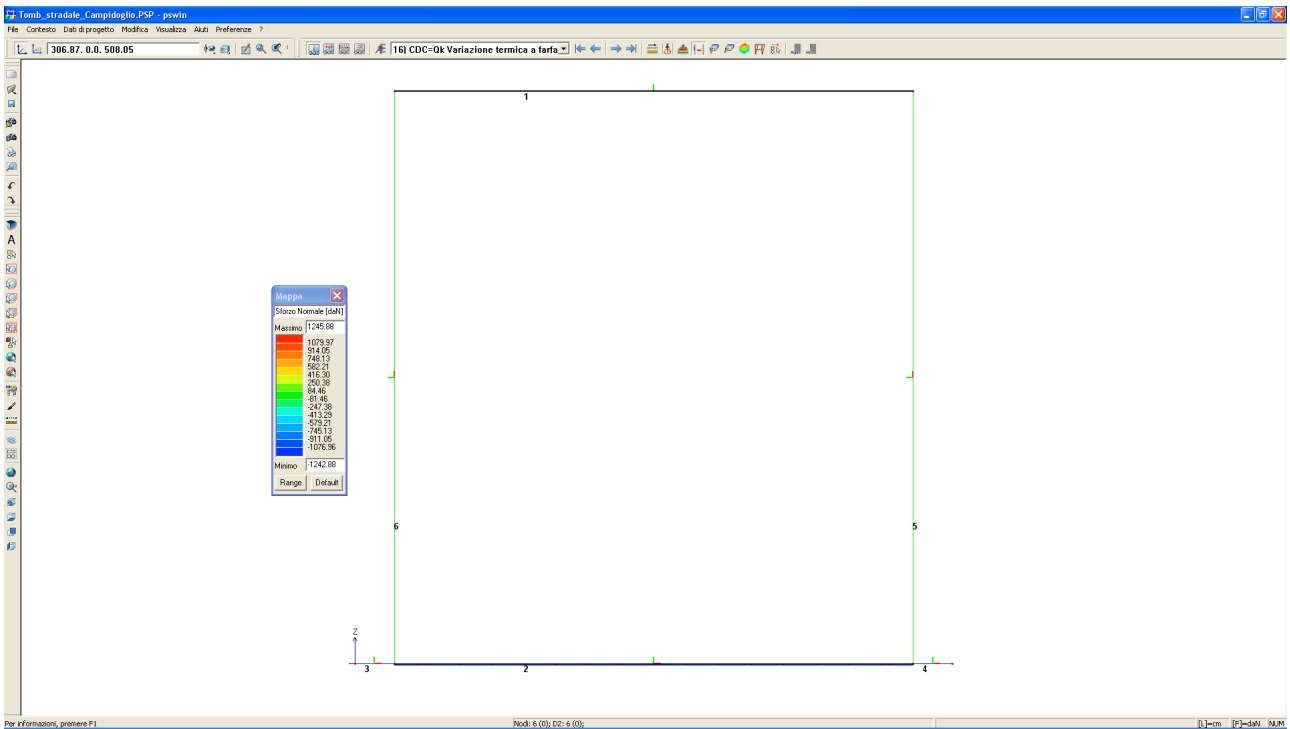 Tomb_stradale_Campidoglio.PSP - pswin
File Contesto Dati di progetto Modifica Visualizza Aiuti Preferenze ?
306.87. 0.0. 508.05
16) CDC=Qk Variazione termica a farfa
1
Mappa
Sforzo Normale [daN]
Massimo 1245.88
1079.97
914.05
748.13
582.21
416.30
250.38
84.46
-81.46
-247.38
-413.29
-579.21
-745.13
-911.05
-1076.96
Minimo -1242.88
Range Default
A
6 5
Z
3 2 4
Per informazioni, premere F1 Nodi: 6 (0); D2: 6 (0); [L]=cm [F]=daN NUM